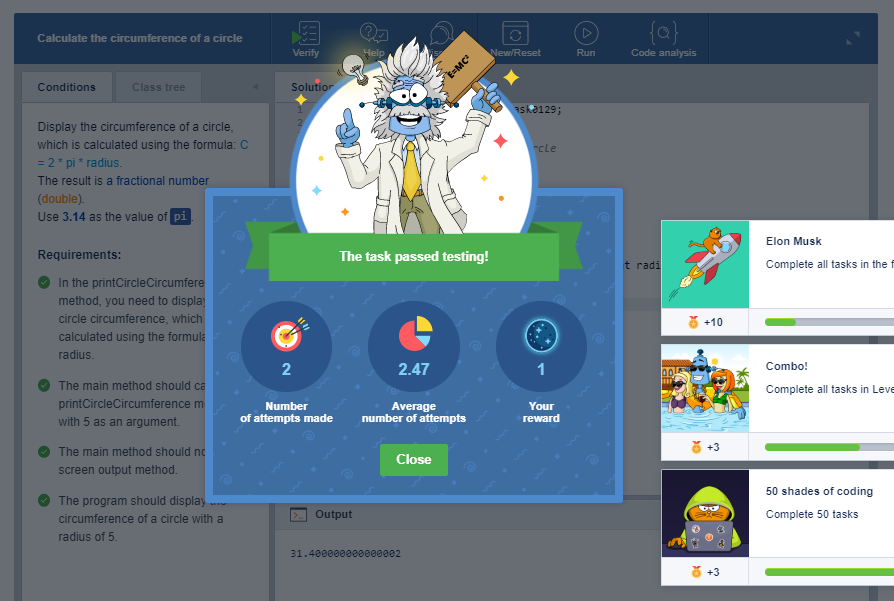 Calculate the circumference of a circle
Verify
Help
New/Reset
Run
Code analysis
Conditions
Class tree
Solution
E=MC²
1
2
0129;
Display the circumference of a circle,
which is calculated using the formula: C
= 2 * pi * radius.
The result is a fractional number
(double).
Use 3.14 as the value of pi.
Requirements:
In the printCircleCircumfere
method, you need to display
circle circumference, which
calculated using the formula
radius.
The main method should ca
printCircleCircumference m
with 5 as an argument.
The main method should no
screen output method.
The program should display the
circumference of a circle with a
radius of 5.
The task passed testing!
2
2.47
1
Number
of attempts made
Average
number of attempts
Your
reward
Close
Output
31.400000000000002
Elon Musk
Complete all tasks in the f
+10
Combo!
Complete all tasks in Leve
+3
50 shades of coding
Complete 50 tasks
+3